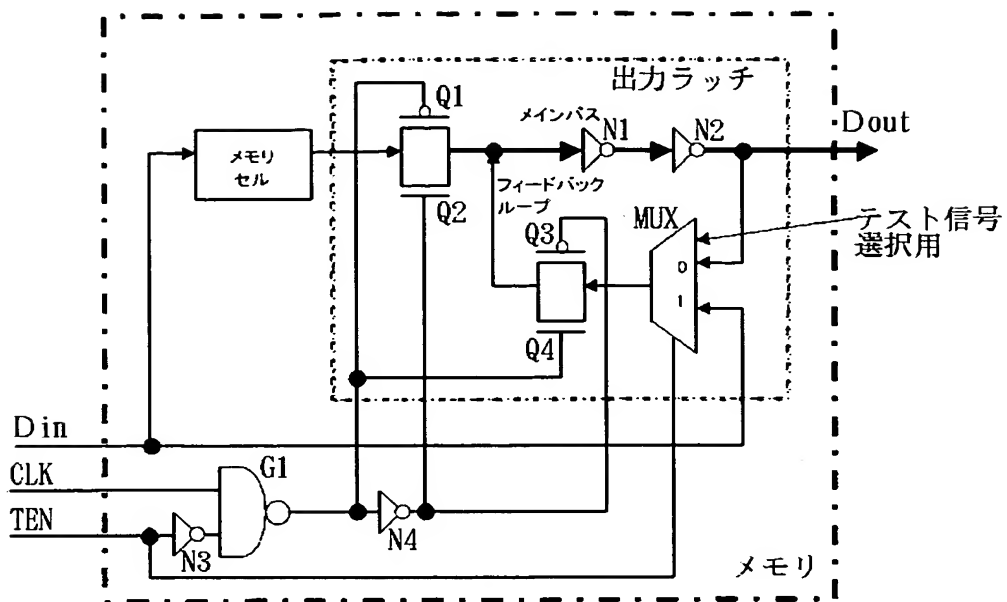 出力ラッチ
Q1
メインパス
N1
N2
Dout
メモリ
セル
Q2
フィードバック
ループ
Q3
MUX
テスト信号
選択用
0
1
Q4
Din
CLK
G1
TEN
N3
N4
メモリ